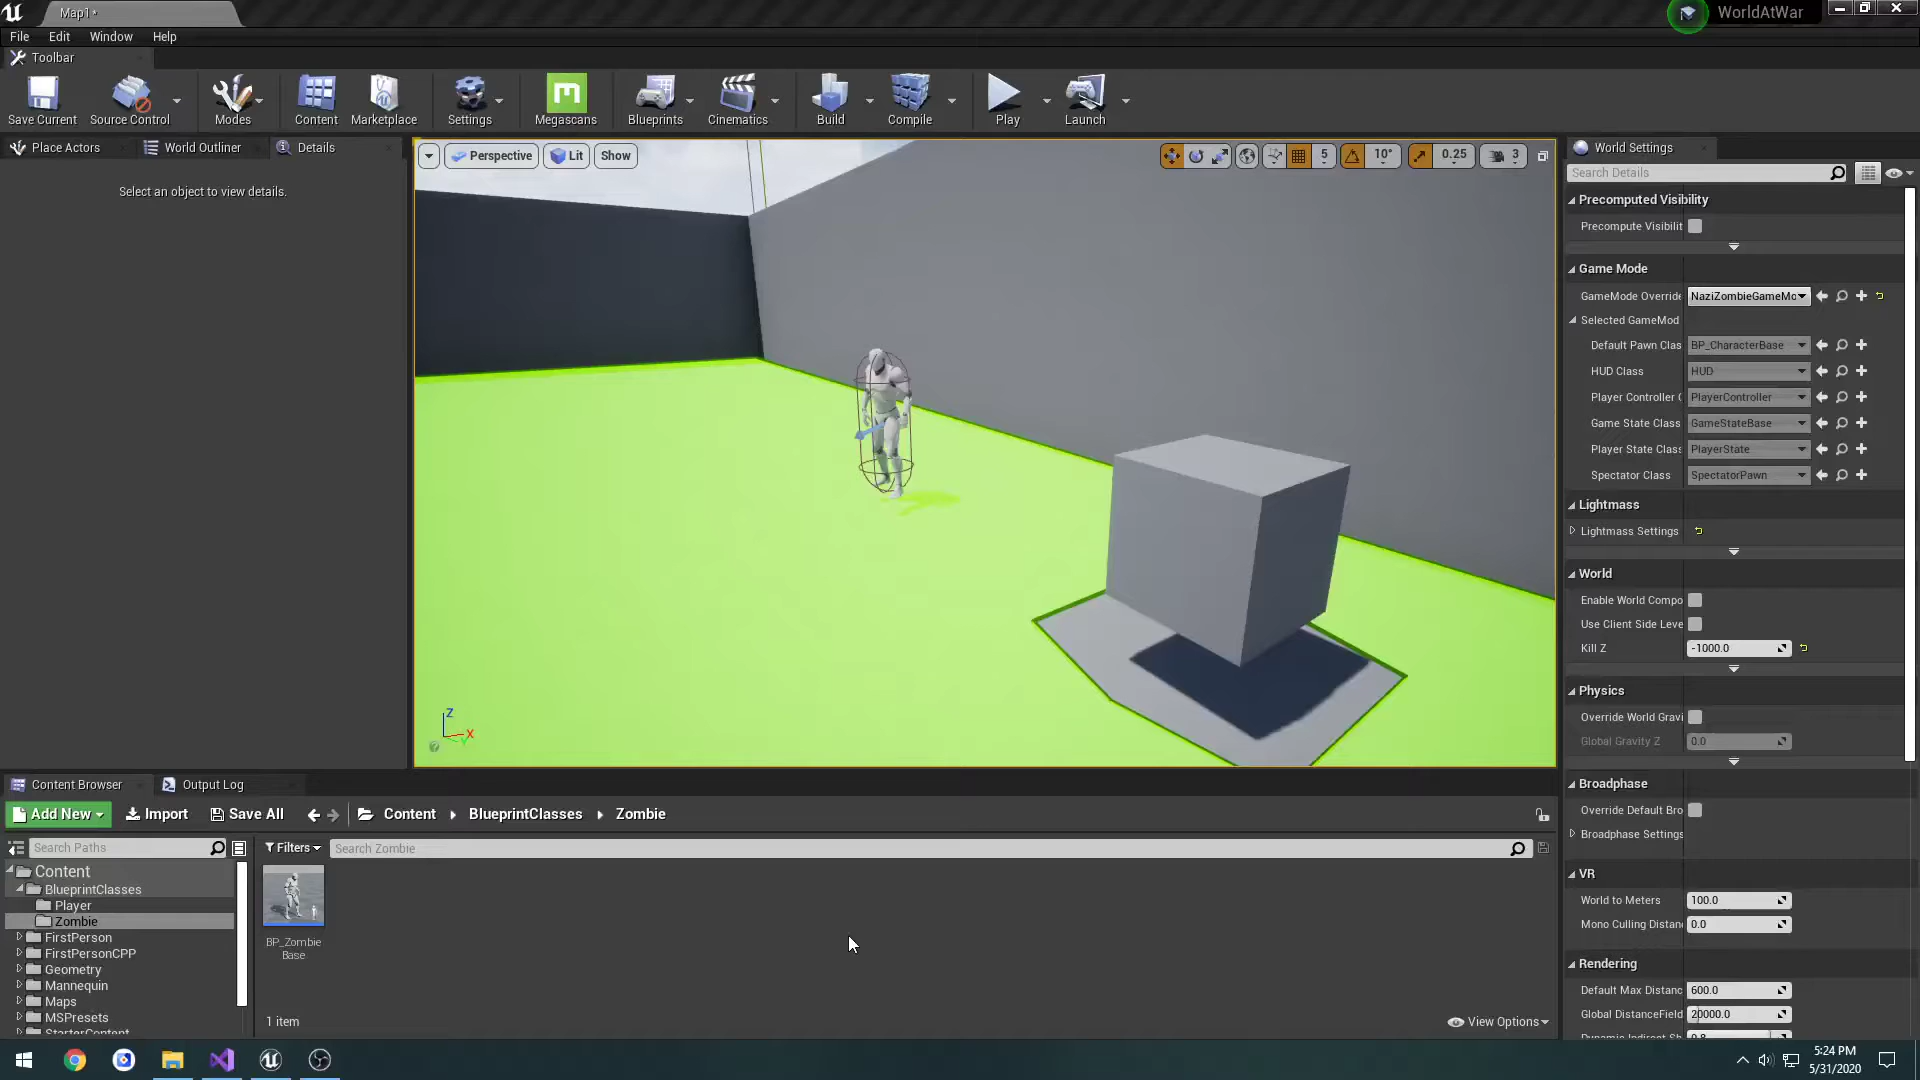 Map1*
WorldAtWar
File Edit Window Help
Toolbar
Save Current
Source Control
Modes
Content
Marketplace
Settings
Megascans
Blueprints
Cinematics
Build
Compile
Play
Launch
Place Actors
World Outliner
Details
Select an object to view details.
Perspective
Lit
Show
5
10°
0.25
3
Z
X
World Settings
Search Details
Precomputed Visibility
Precompute Visibilit
Game Mode
GameMode Override NaziZombieGameMo
Selected GameMod
Default Pawn Clas BP_CharacterBase
HUD Class HUD
Player Controller C PlayerController
Game State Class GameStateBase
Player State Class PlayerState
Spectator Class SpectatorPawn
Lightmass
Lightmass Settings
World
Enable World Compo
Use Client Side Leve
Kill Z -1000.0
Physics
Override World Gravi
Global Gravity Z 0.0
Broadphase
Override Default Bro
Broadphase Settings
VR
World to Meters 100.0
Mono Culling Distanc 0.0
Rendering
Default Max Distanc 600.0
Global DistanceField 20000.0
Content Browser
Output Log
Add New
Import
Save All
Content
BlueprintClasses
Zombie
Search Paths
Filters
Search Zombie
Content
BlueprintClasses
Player
Zombie
FirstPerson
FirstPersonCPP
Geometry
Mannequin
Maps
MSPresets
StarterContent
BP_Zombie
Base
1 item
View Options
5:24 PM
5/31/2020